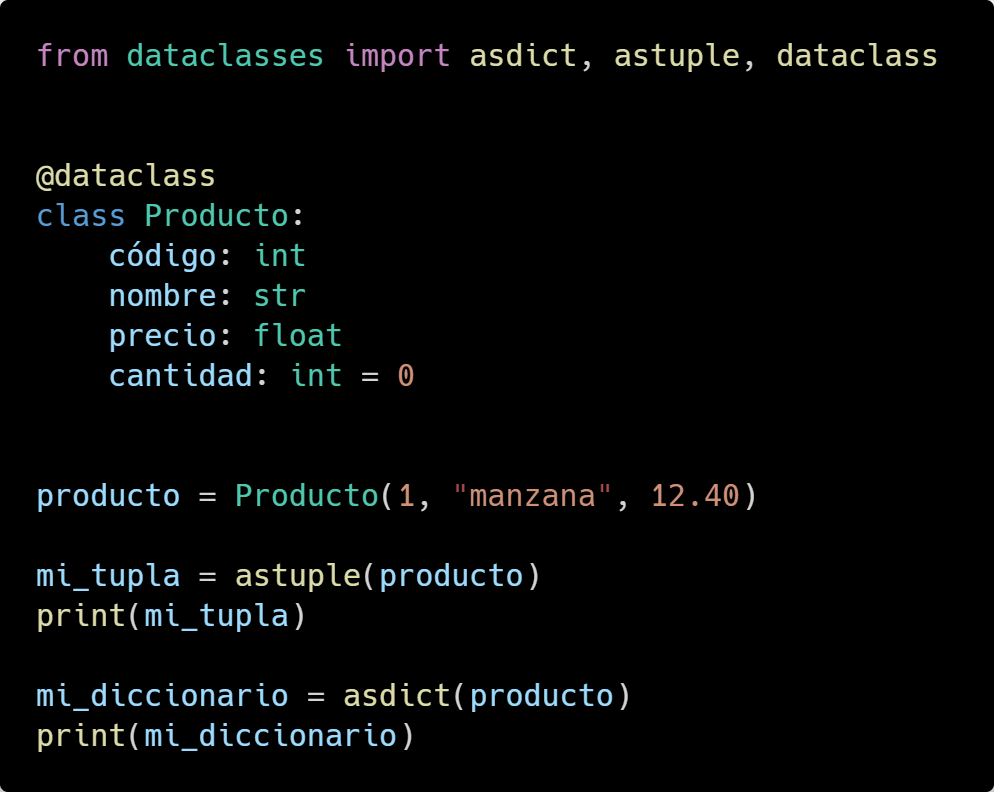 from dataclasses import asdict, astuple, dataclass
@dataclass
class Producto:
    código: int
    nombre: str
    precio: float
    cantidad: int = 0
producto = Producto(1, "manzana", 12.40)
mi_tupla = astuple(producto)
print(mi_tupla)
mi_diccionario = asdict(producto)
print(mi_diccionario)